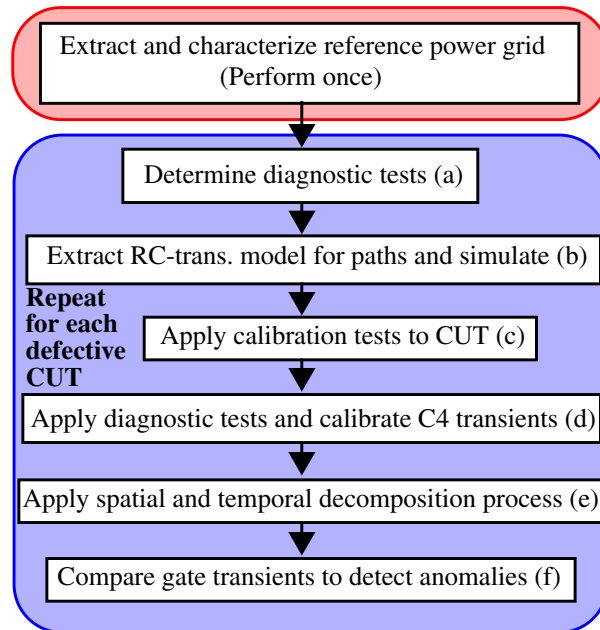 Extract and characterize reference power grid
(Perform once)
Determine diagnostic tests (a)
Extract RC-trans. model for paths and simulate (b)
Repeat
for each
defective
CUT
Apply calibration tests to CUT (c)
Apply diagnostic tests and calibrate C4 transients (d)
Apply spatial and temporal decomposition process (e)
Compare gate transients to detect anomalies (f)